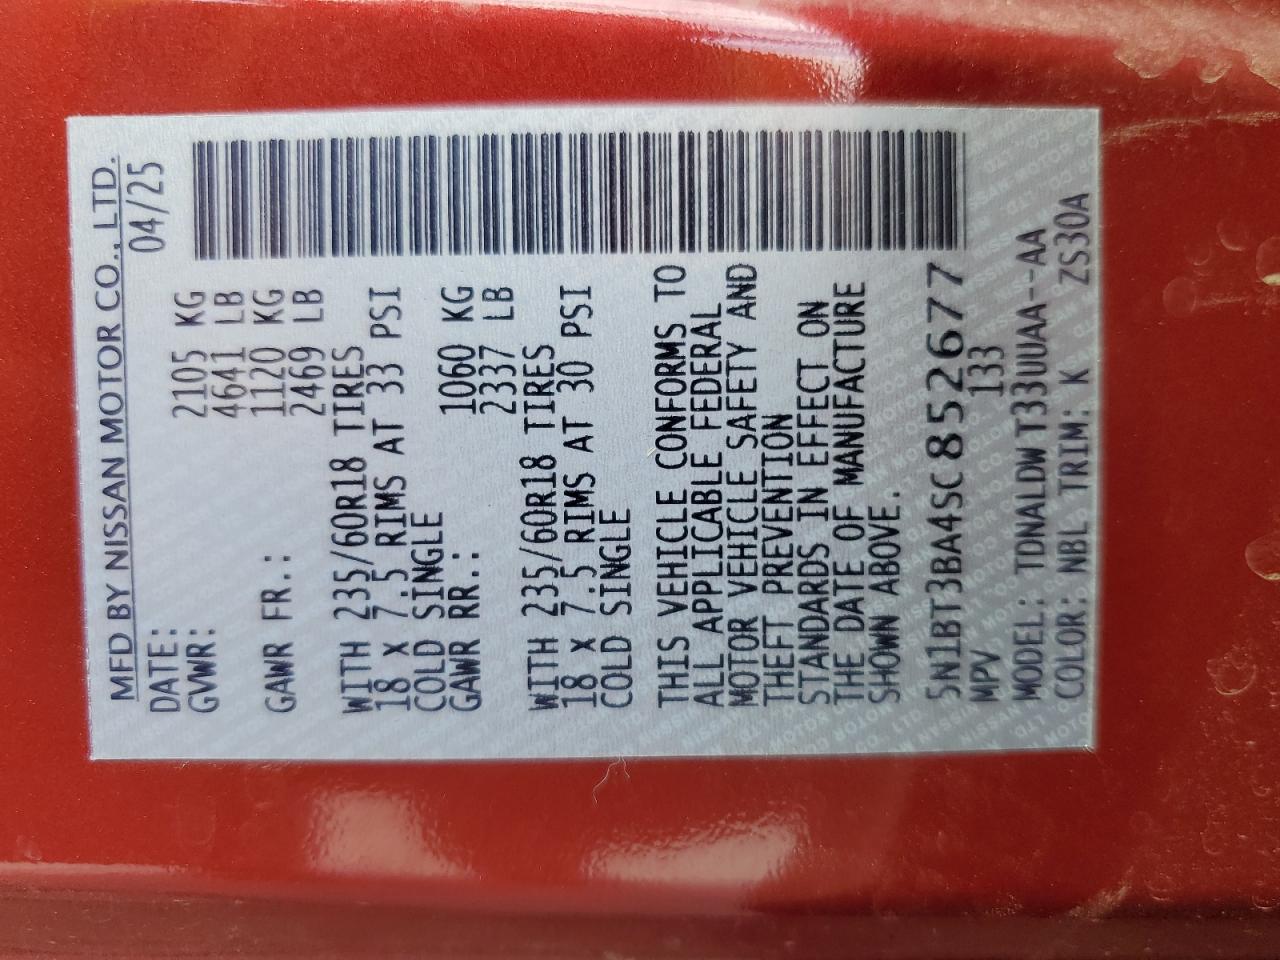 MFD BY NISSAN MOTOR CO., LTD.
DATE: 04/25
GVWR: 2105 KG
4641 LB
GAWR FR.: 1120 KG
2469 LB
WITH 235/60R18 TIRES
18 X 7.5 RIMS AT 33 PSI
COLD SINGLE
GAWR RR.: 1060 KG
2337 LB
WITH 235/60R18 TIRES
18 X 7.5 RIMS AT 30 PSI
COLD SINGLE
THIS VEHICLE CONFORMS TO
ALL APPLICABLE FEDERAL
MOTOR VEHICLE SAFETY AND
THEFT PREVENTION
STANDARDS IN EFFECT ON
THE DATE OF MANUFACTURE
SHOWN ABOVE.
5N1BT3BA4SC852677
MPV 133
MODEL: TDNALDW T33UUAA--AA
COLOR: NBL TRIM: K ZS30A